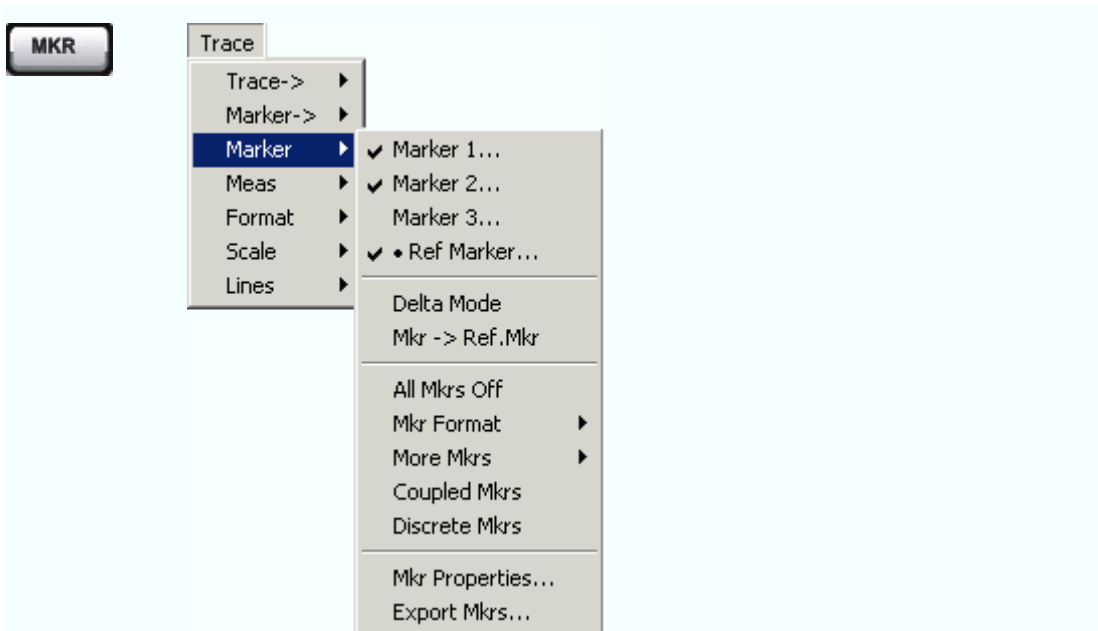 MKR
Trace
Trace->
Marker->
Marker
Meas
Format
Scale
Lines
Marker 1...
Marker 2...
Marker 3...
• Ref Marker...
Delta Mode
Mkr -> Ref.Mkr
All Mkrs Off
Mkr Format
More Mkrs
Coupled Mkrs
Discrete Mkrs
Mkr Properties...
Export Mkrs...